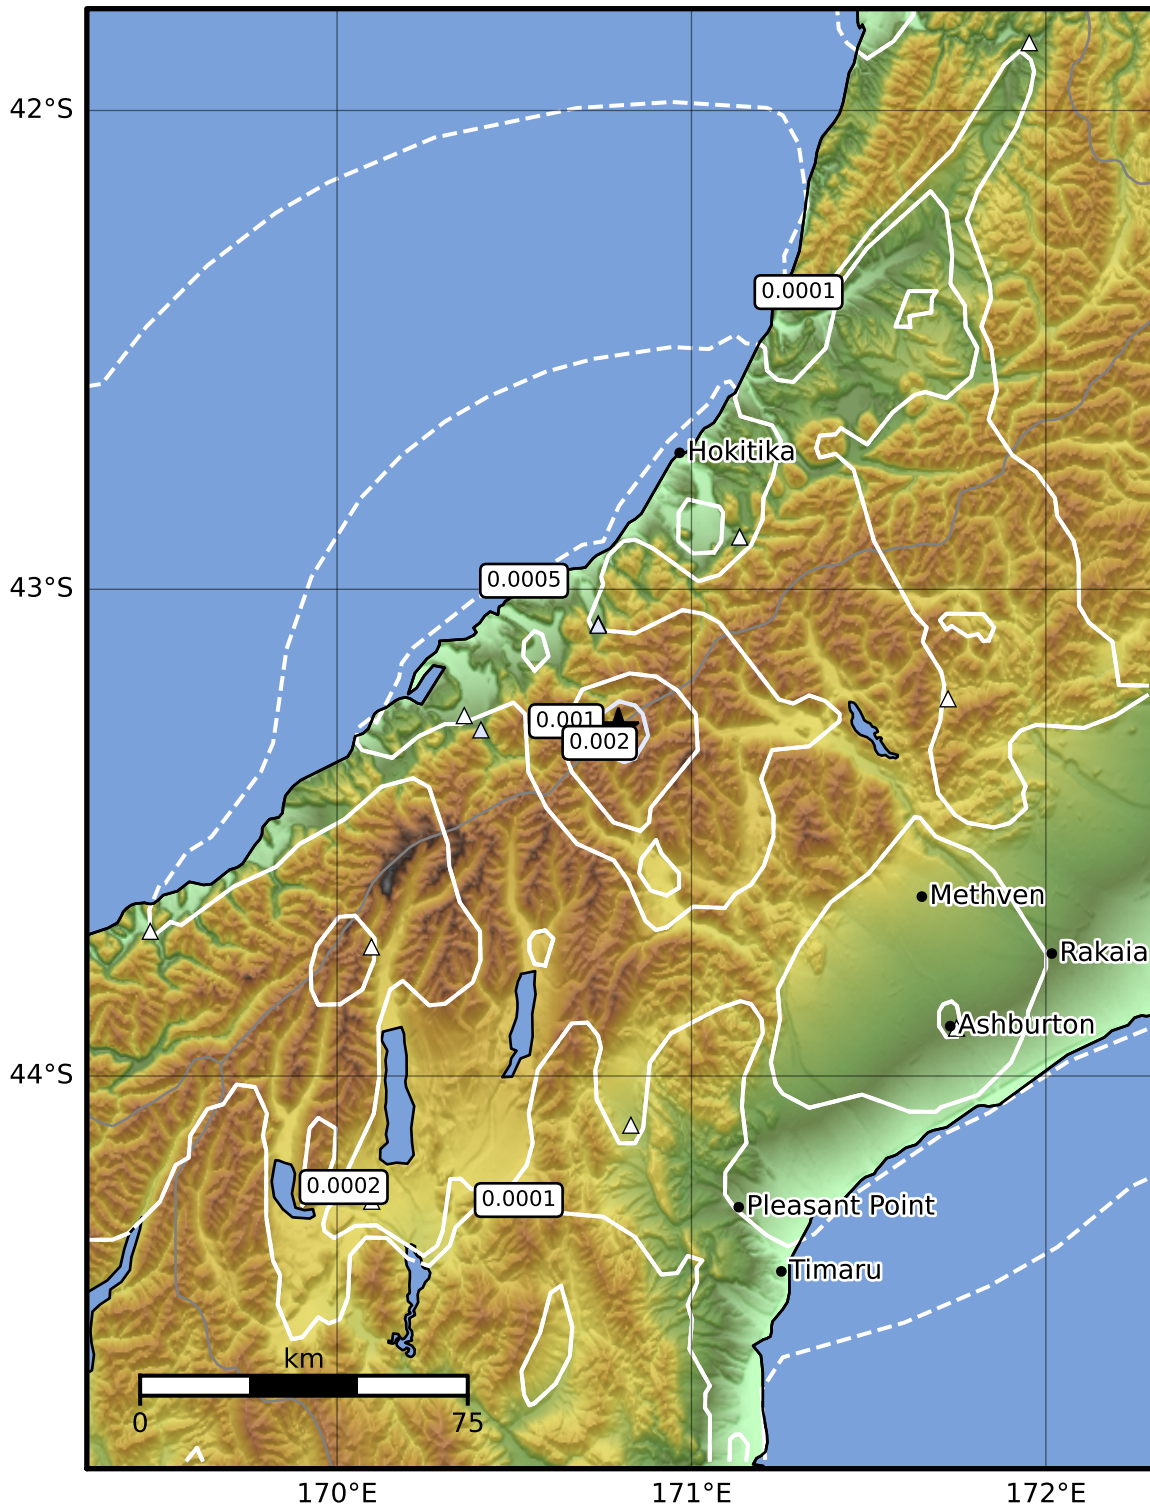 42°S
0.0001
Hokitika
0.0005
43°S
0.001
0.002
Methven
Rakaia
Ashburton
44°S
0.0002
0.0001
Pleasant Point
Timaru
km
0
75
170°E
171°E
172°E